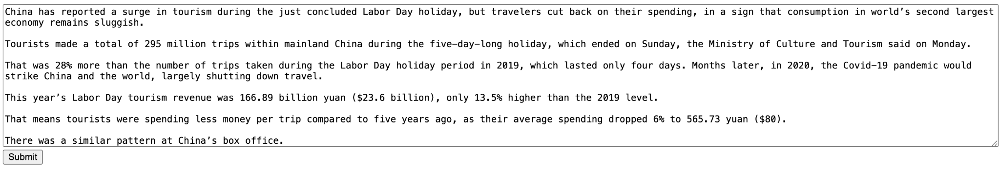 China has reported a surge in tourism during the just concluded Labor Day holiday, but travelers cut back on their spending, in a sign that consumption in world’s second largest
economy remains sluggish.
Tourists made a total of 295 million trips within mainland China during the five-day-long holiday, which ended on Sunday, the Ministry of Culture and Tourism said on Monday.
That was 28% more than the number of trips taken during the Labor Day holiday period in 2019, which lasted only four days. Months later, in 2020, the Covid-19 pandemic would
strike China and the world, largely shutting down travel.
This year’s Labor Day tourism revenue was 166.89 billion yuan ($23.6 billion), only 13.5% higher than the 2019 level.
That means tourists were spending less money per trip compared to five years ago, as their average spending dropped 6% to 565.73 yuan ($80).
There was a similar pattern at China’s box office.
Submit